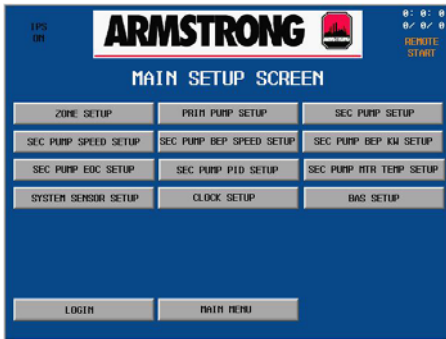 IPS
ON
ARMSTRONG
ARMSTRONG
0: 0: 0
0/ 0/ 0
REMOTE
START
MAIN SETUP SCREEN
ZONE SETUP
PRIM PUMP SETUP
SEC PUMP SETUP
SEC PUMP SPEED SETUP
SEC PUMP BEP SPEED SETUP
SEC PUMP BEP KW SETUP
SEC PUMP EOC SETUP
SEC PUMP PID SETUP
SEC PUMP MTR TEMP SETUP
SYSTEM SENSOR SETUP
CLOCK SETUP
BAS SETUP
LOGIN
MAIN MENU